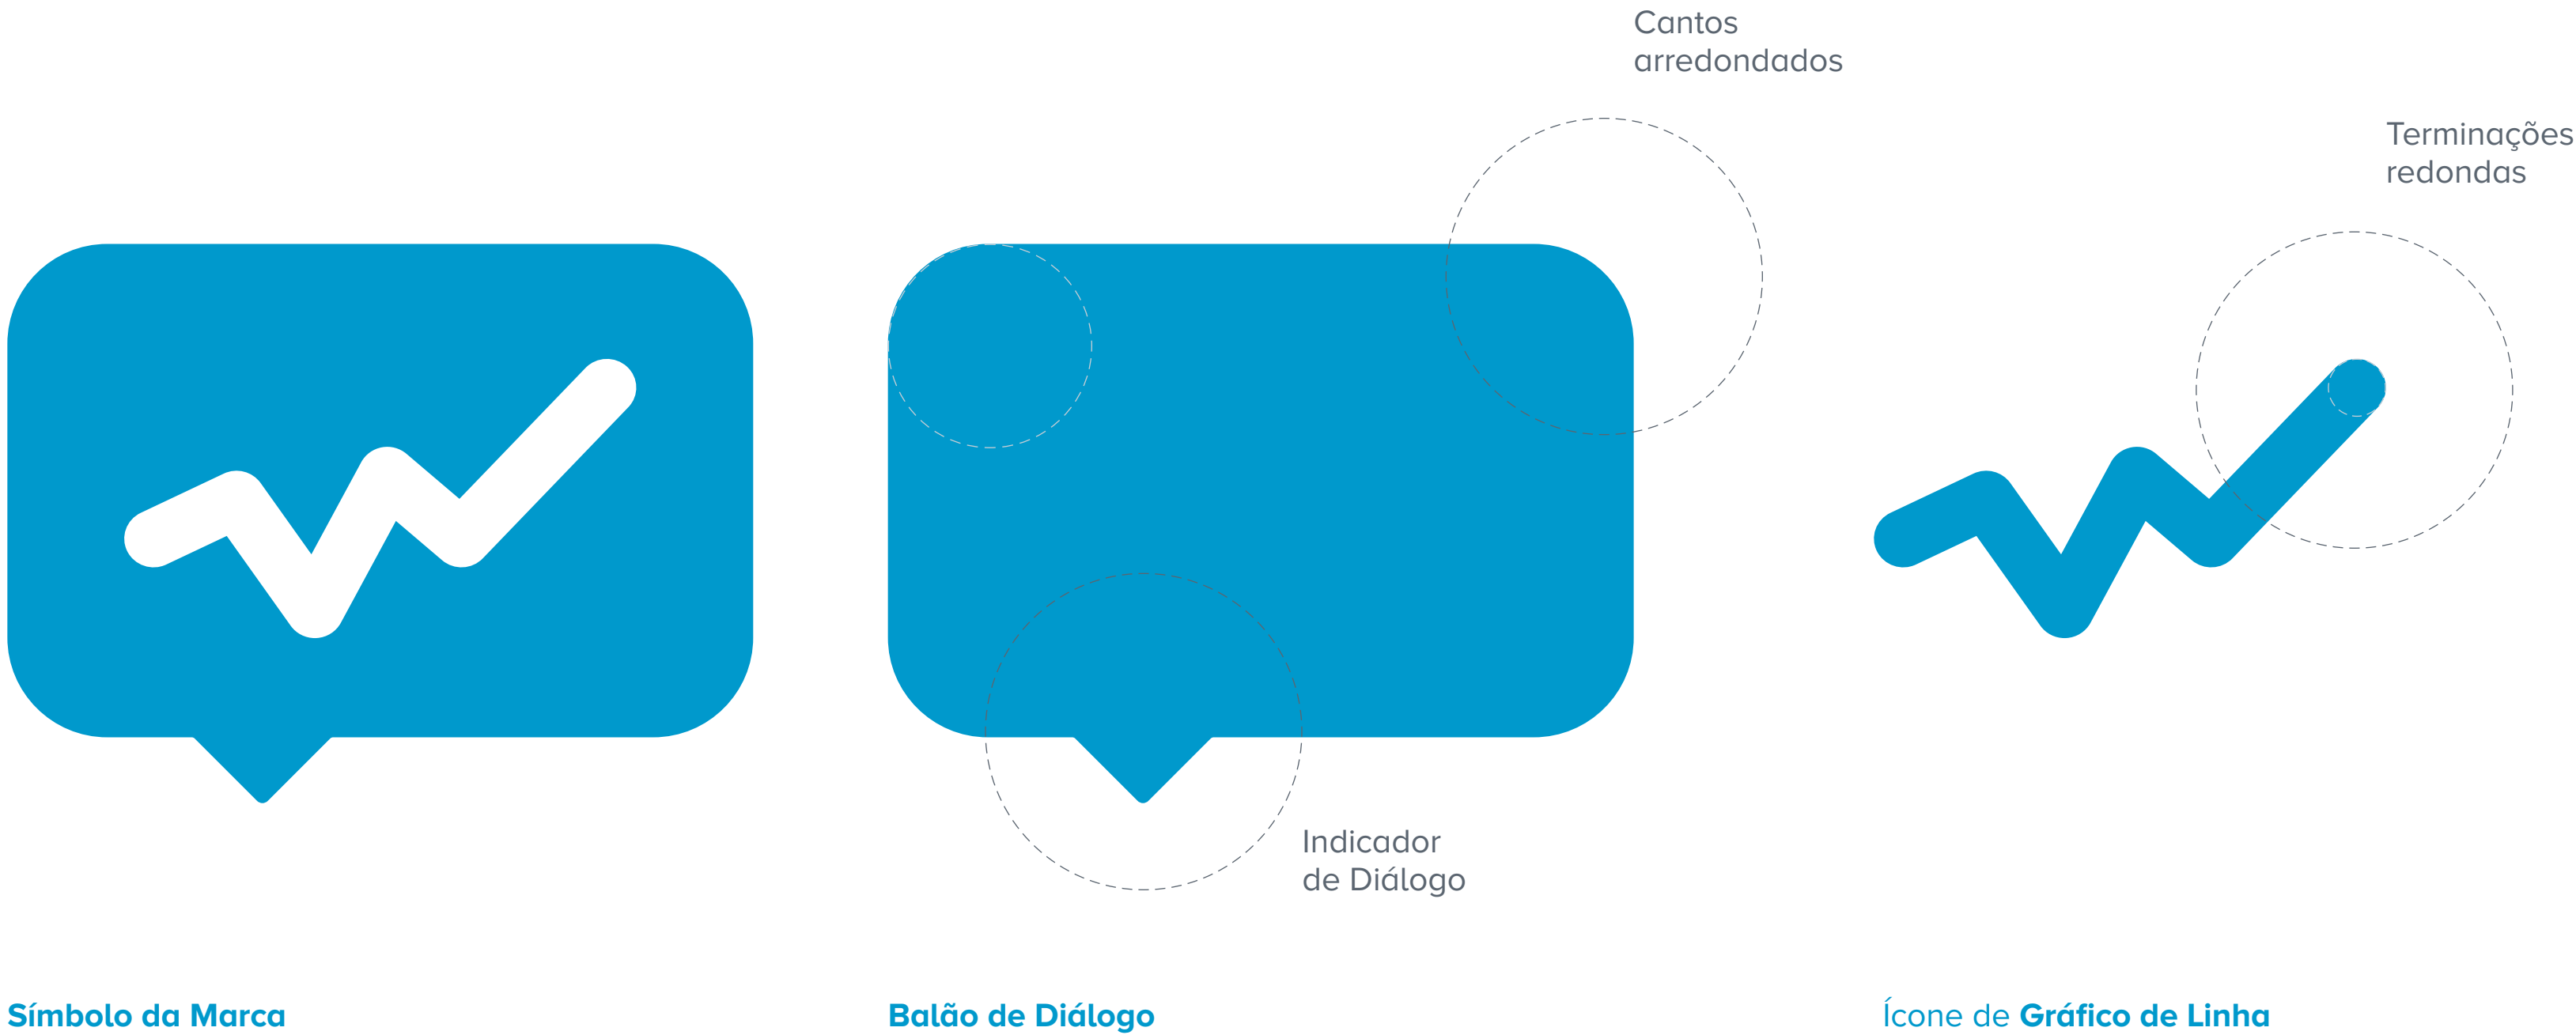 Cantos
arredondados
Terminações
redondas
Indicador
de Diálogo
Símbolo da Marca
Balão de Diálogo
Ícone de Gráfico de Linha